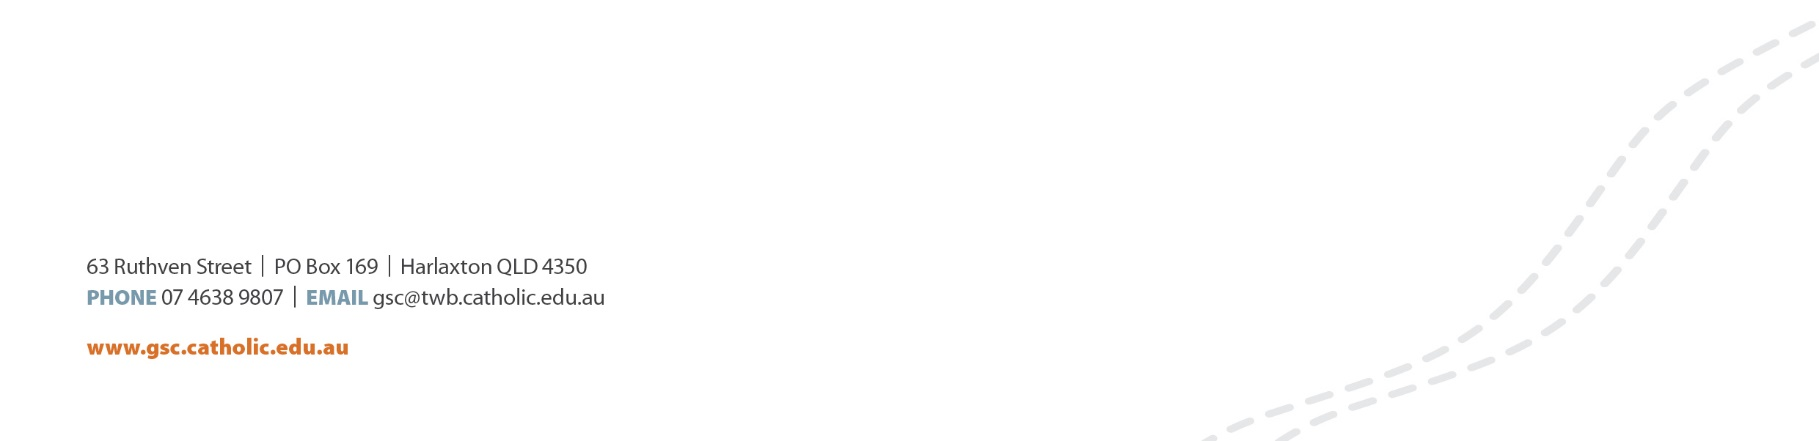 63 Ruthven Street | PO Box 169 | Harlaxton QLD 4350
PHONE 07 4638 9807 | EMAIL gsc@twb.catholic.edu.au
www.gsc.catholic.edu.au